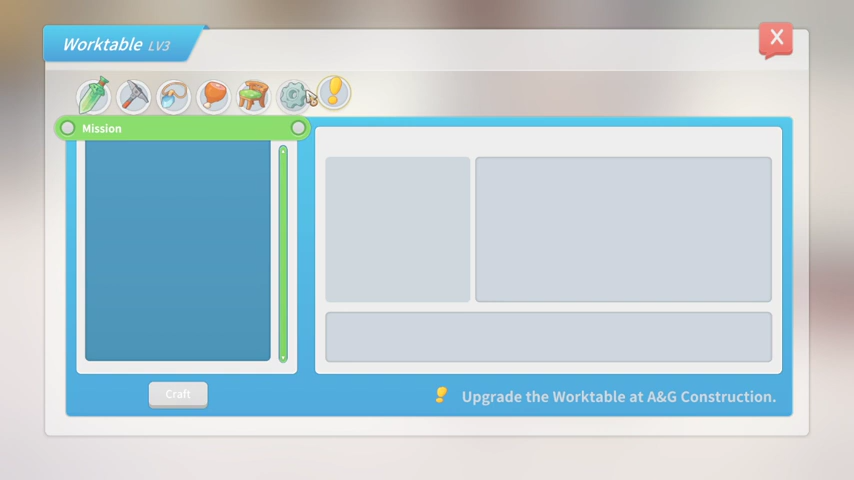 Worktable LV3
X
Mission
Craft
Upgrade the Worktable at A&G Construction.